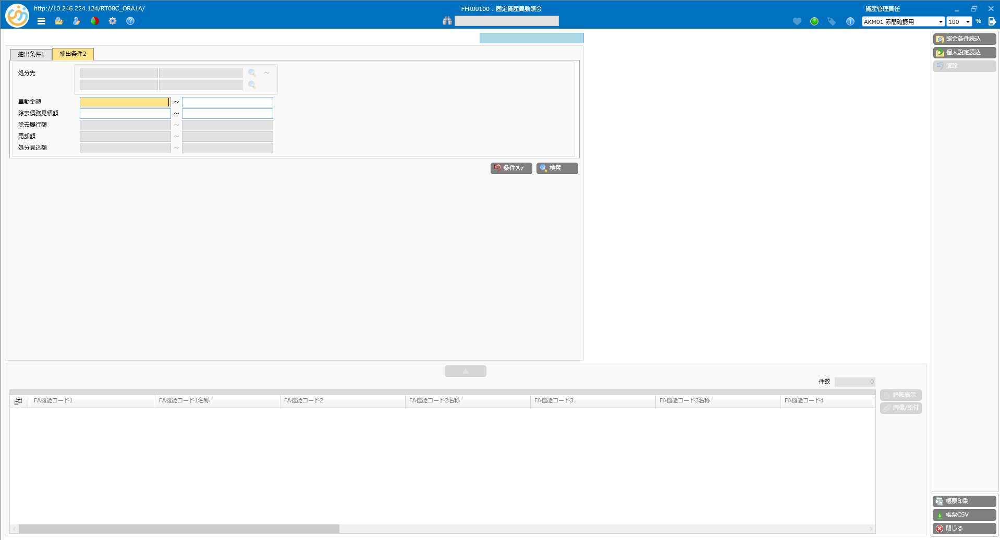 http://10.246.224.124/RT08C_ORA1A/
FFR00100：固定資産異動照会
資産管理責任
AKM01 赤間確認用
100
%
照会条件読込
個人設定読込
解除
抽出条件1
抽出条件2
処分先
～
異動金額
～
除去債務見積額
～
除去履行額
～
売却額
～
処分見込額
～
条件ｸﾘｱ
検索
件数
0
FA機能コード1
FA機能コード1名称
FA機能コード2
FA機能コード2名称
FA機能コード3
FA機能コード3名称
FA機能コード4
詳細表示
画像/添付
帳票印刷
帳票CSV
閉じる